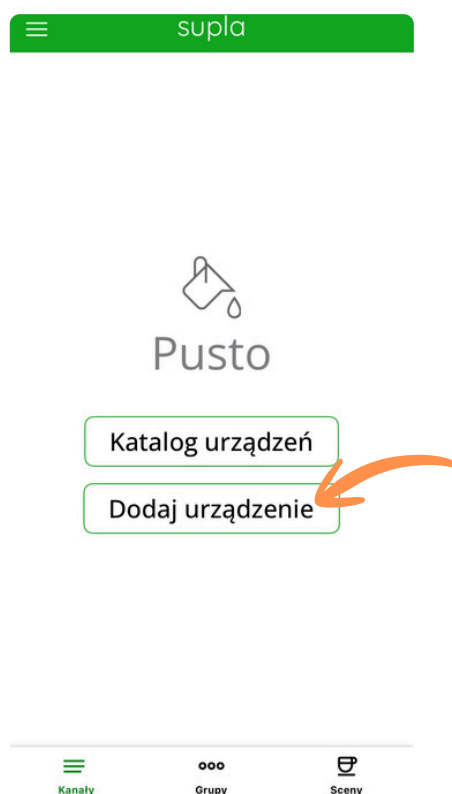 supla
Pusto
Katalog urządzeń
Dodaj urządzenie
Kanały
Grupy
Sceny